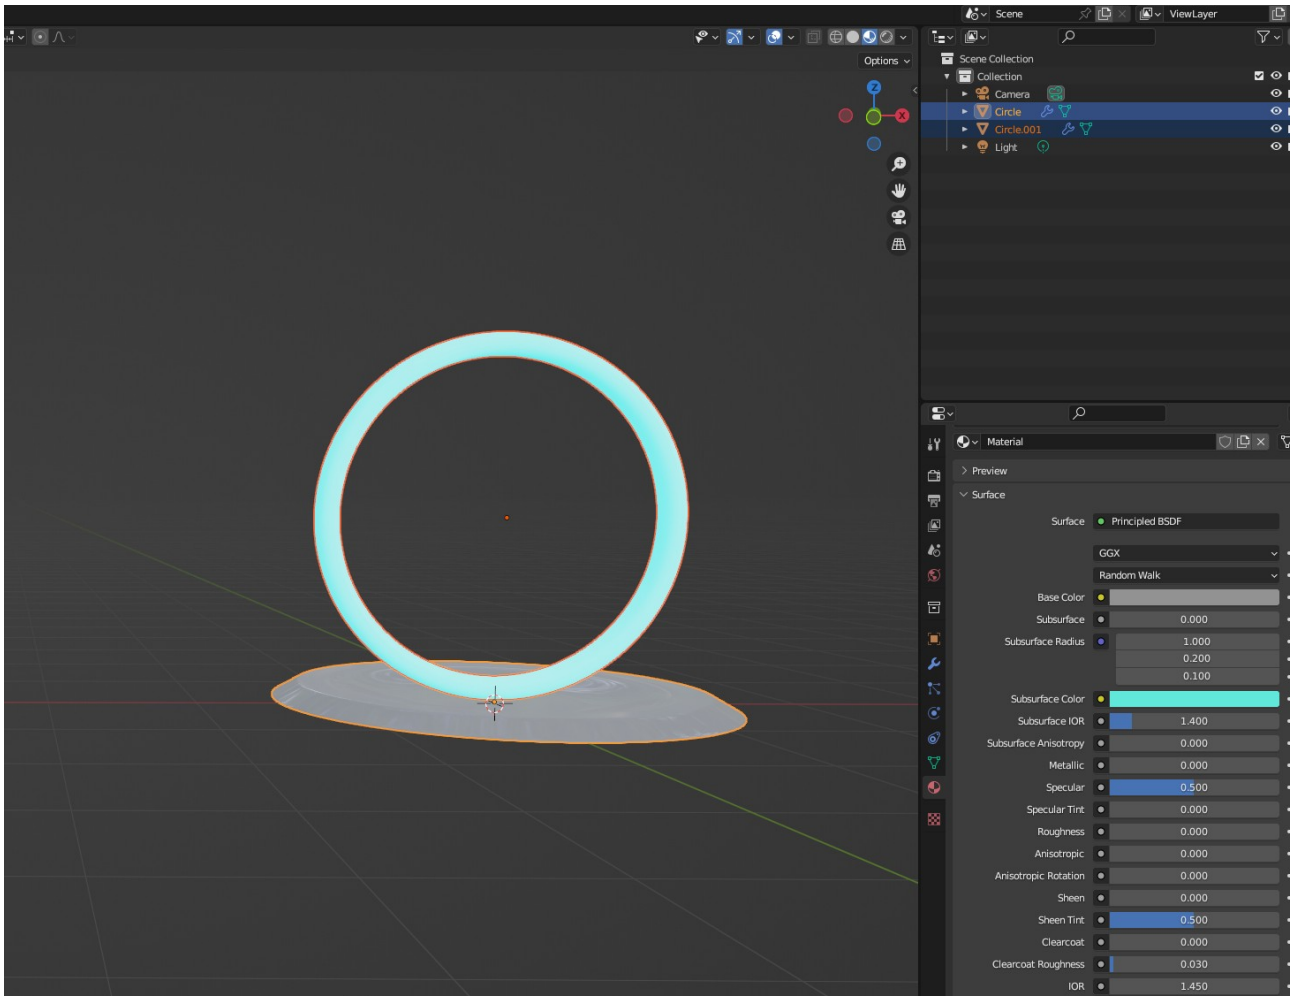 Scene
ViewLayer
Options
Z
X
Scene Collection
Collection
Camera
Circle
Circle.001
Light
Material
Preview
Surface
Surface Principled BSDF
GGX
Random Walk
Base Color
Subsurface 0.000
Subsurface Radius 1.000
0.200
0.100
Subsurface Color
Subsurface IOR 1.400
Subsurface Anisotropy 0.000
Metallic 0.000
Specular 0.500
Specular Tint 0.000
Roughness 0.000
Anisotropic 0.000
Anisotropic Rotation 0.000
Sheen 0.000
Sheen Tint 0.500
Clearcoat 0.000
Clearcoat Roughness 0.030
IOR 1.450